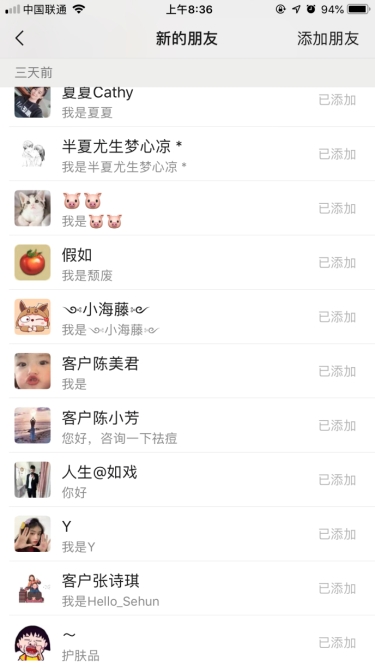 中国联通 上午8:36 94%
新的朋友 添加朋友
三天前
夏夏Cathy
我是夏夏 已添加
半夏尤生梦心凉 *
我是半夏尤生梦心凉 * 已添加
🐷🐷
我是🐷🐷 已添加
假如
我是颓废 已添加
༄小海藤༄
我是༄小海藤༄ 已添加
客户陈美君
我是 已添加
客户陈小芳
您好，咨询一下祛痘 已添加
人生@如戏
你好 已添加
Y
我是Y 已添加
客户张诗琪
我是Hello_Sehun 已添加
～
护肤品 已添加